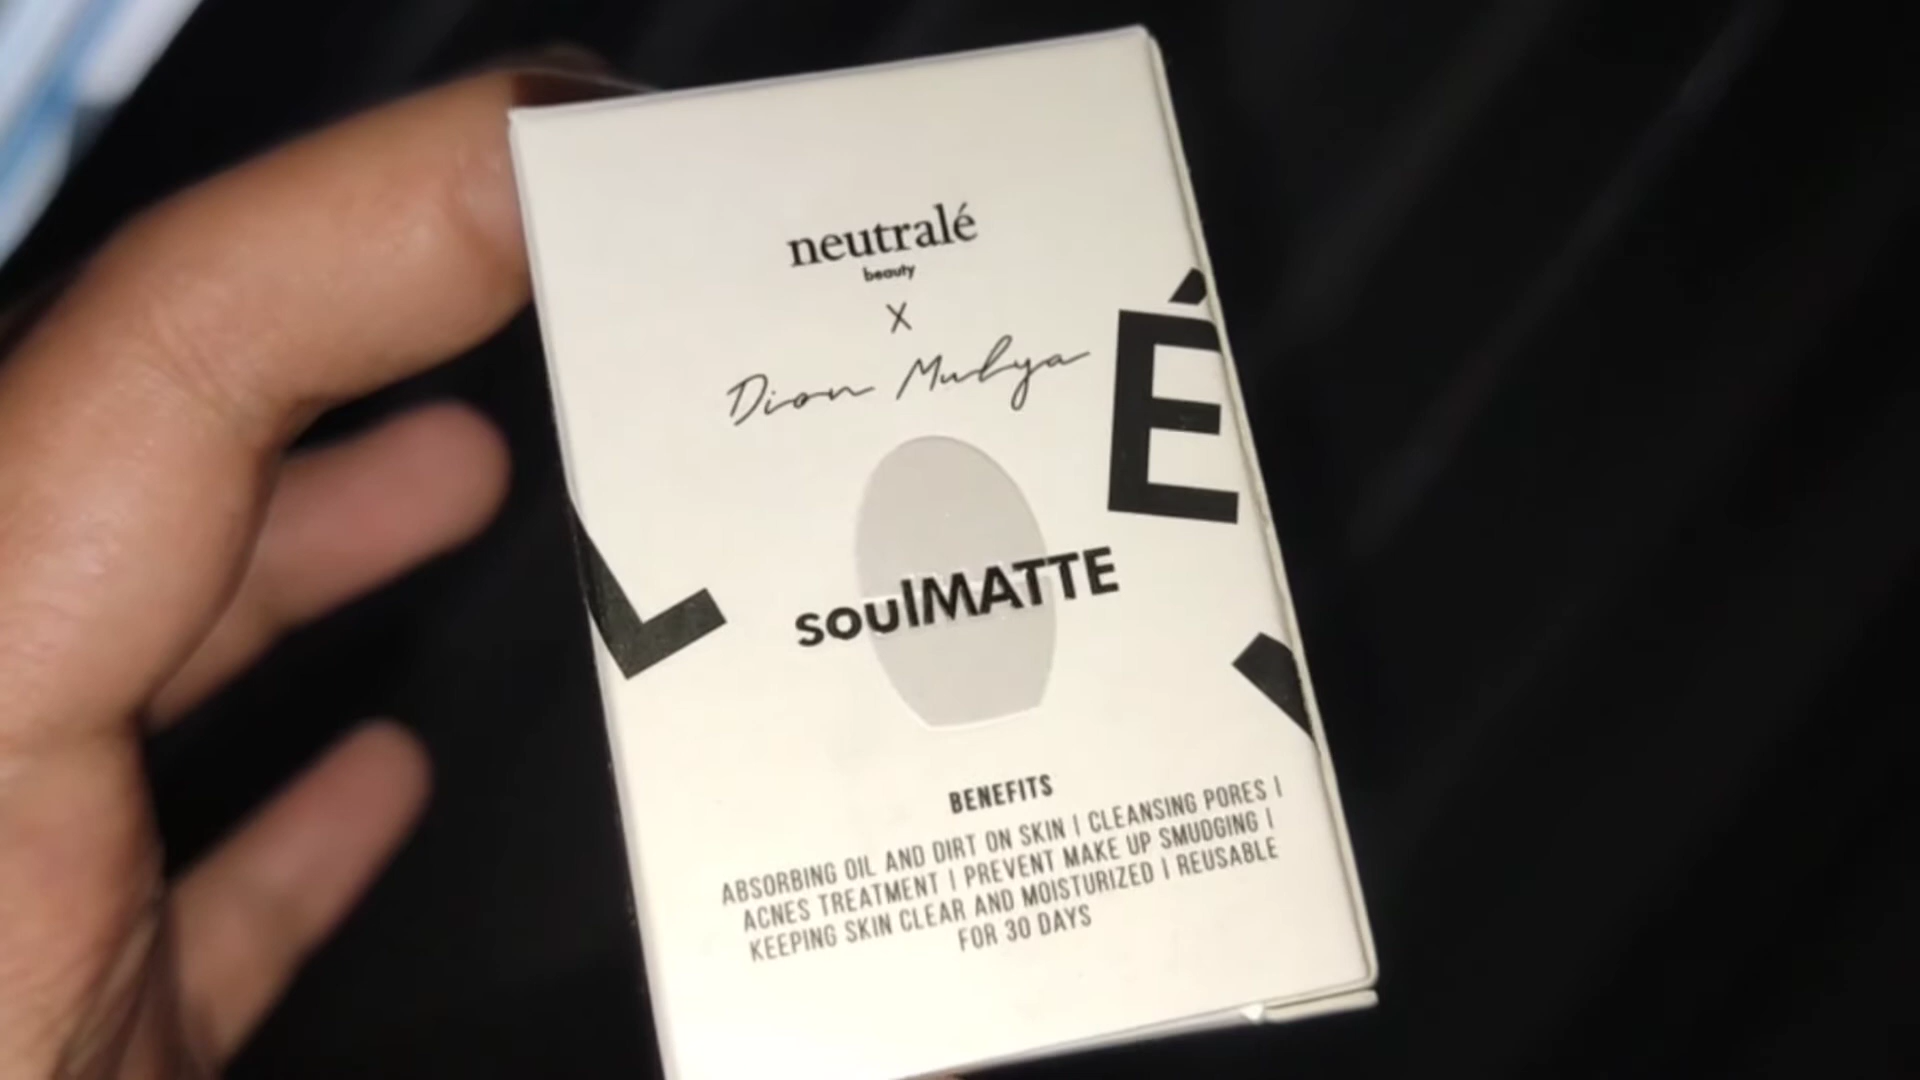 neutralé
beauty
X
Dion Mulya
É
L
soulMATTE
BENEFITS
ABSORBING OIL AND DIRT ON SKIN | CLEANSING PORES |
ACNES TREATMENT | PREVENT MAKE UP SMUDGING |
KEEPING SKIN CLEAR AND MOISTURIZED | REUSABLE
FOR 30 DAYS